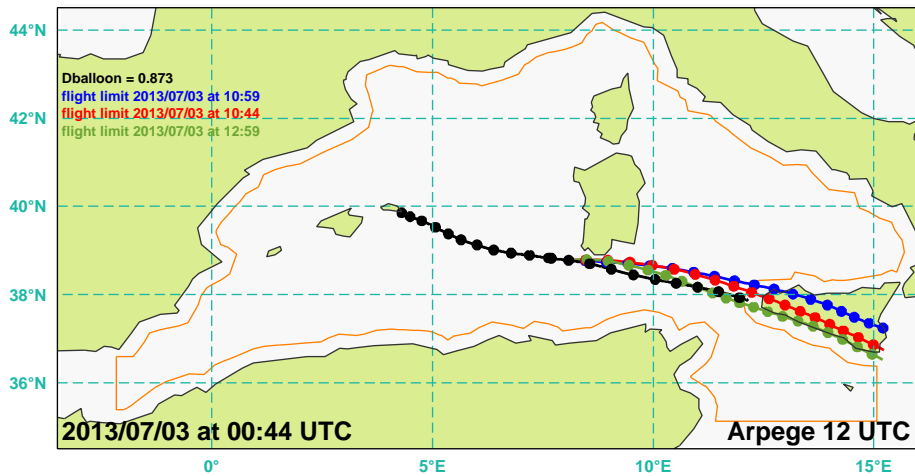 44°N
Dballoon = 0.873
flight limit 2013/07/03 at 10:59
flight limit 2013/07/03 at 10:44
flight limit 2013/07/03 at 12:59
42°N
40°N
38°N
36°N
2013/07/03 at 00:44 UTC
Arpege 12 UTC
0°
5°E
10°E
15°E